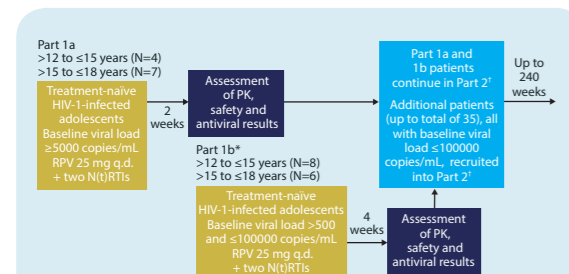 Part 1a
>12 to ≤15 years (N=4)
>15 to ≤18 years (N=7)
Treatment-naïve
HIV-1-infected
adolescents
Baseline viral load
≥5000 copies/mL
RPV 25 mg q.d.
+ two N(t)RTIs
2
weeks
Assessment
of PK,
safety and
antiviral results
Part 1b*
>12 to ≤15 years (N=8)
>15 to ≤18 years (N=6)
Treatment-naïve
HIV-1-infected adolescents
Baseline viral load >500
and ≤100000 copies/mL
RPV 25 mg q.d.
+ two N(t)RTIs
4
weeks
Assessment
of PK,
safety and
antiviral results
Part 1a and
1b patients
continue in Part 2†
Additional patients
(up to total of 35), all
with baseline viral
load ≤100000
copies/mL, recruited
into Part 2†
Up to
240
weeks